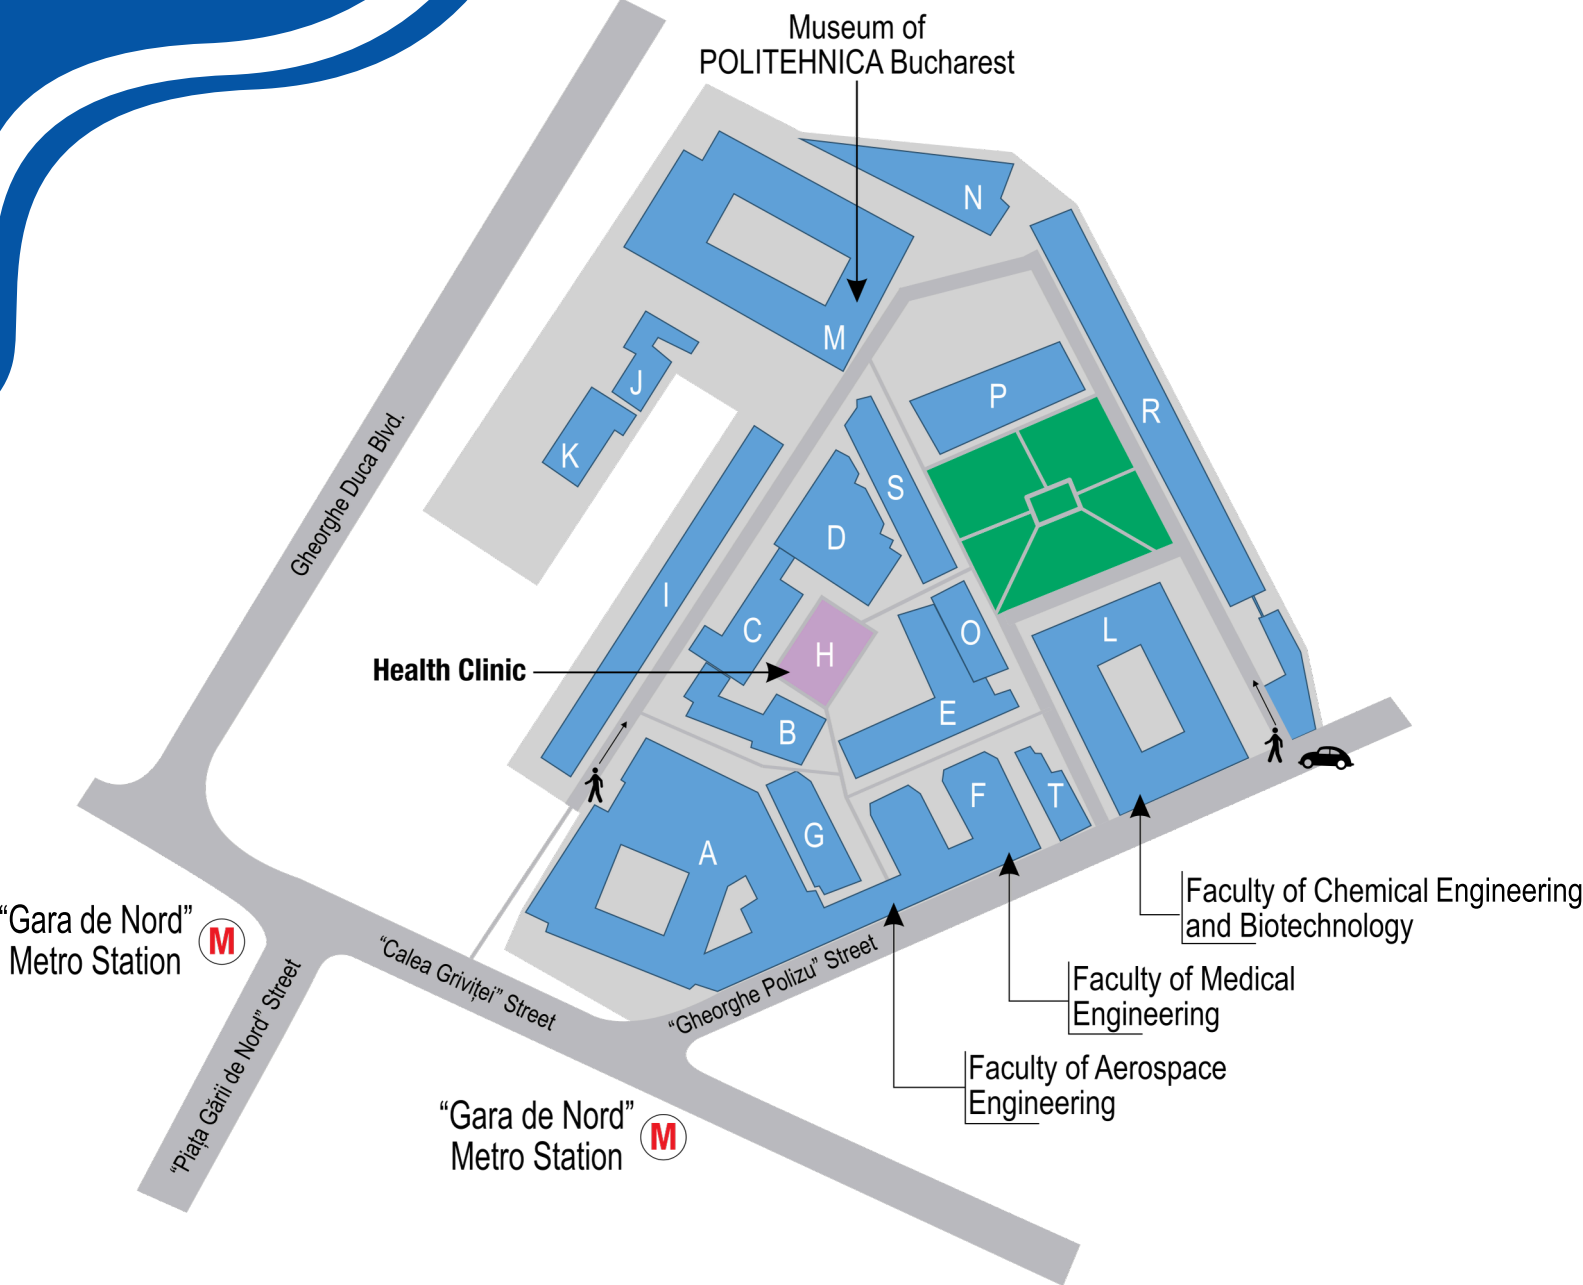 Museum of
POLITEHNICA Bucharest
N
M
J
P
R
K
S
D
Gheorghe Duca Blvd.
I
C
O
L
H
Health Clinic
E
B
F
T
G
A
Faculty of Chemical Engineering
and Biotechnology
“Gara de Nord”
Metro Station
M
“Calea Griviței” Street
“Gheorghe Polizu” Street
Faculty of Medical
Engineering
“Piața Gării de Nord” Street
Faculty of Aerospace
Engineering
“Gara de Nord”
Metro Station
M